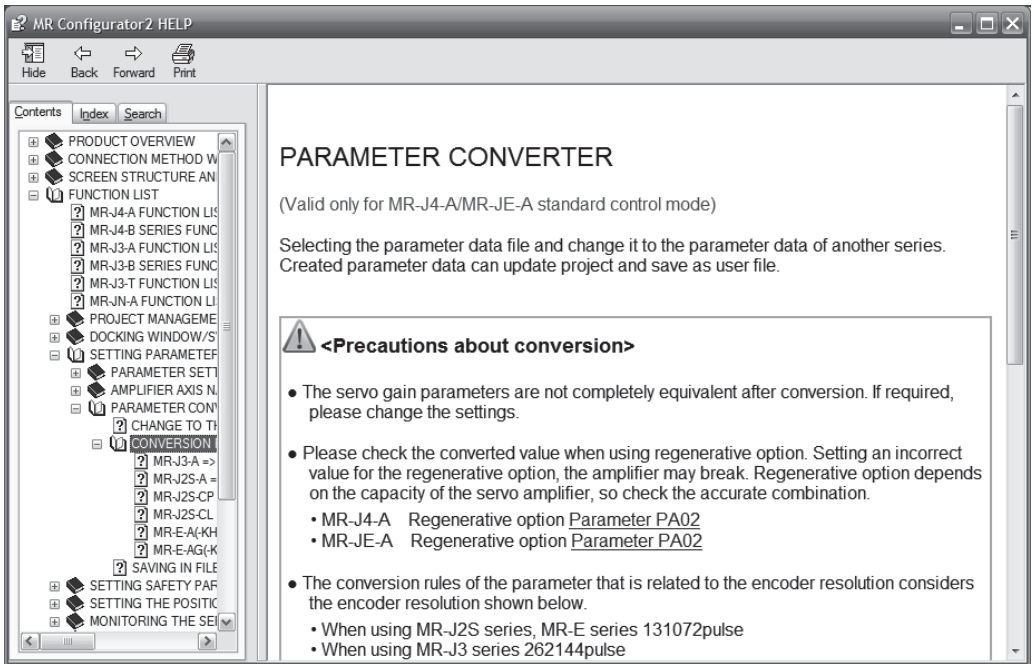 MR Configurator2 HELP
Hide Back Forward Print
Contents Index Search
PRODUCT OVERVIEW
CONNECTION METHOD W
SCREEN STRUCTURE AN
FUNCTION LIST
MR-J4-A FUNCTION LIS
MR-J4-B SERIES FUNC
MR-J3-A FUNCTION LIS
MR-J3-B SERIES FUNC
MR-J3-T FUNCTION LIS
MR-JN-A FUNCTION LI
PROJECT MANAGEME
DOCKING WINDOW/S
SETTING PARAMETER
PARAMETER SETT
AMPLIFIER AXIS N
PARAMETER CON
CHANGE TO TH
CONVERSION
MR-J3-A =>
MR-J2S-A =
MR-J2S-CP
MR-J2S-CL
MR-E-A(-KH
MR-E-AG(-K
SAVING IN FILE
SETTING SAFETY PAR
SETTING THE POSITIO
MONITORING THE SE
PARAMETER CONVERTER
(Valid only for MR-J4-A/MR-JE-A standard control mode)
Selecting the parameter data file and change it to the parameter data of another series.
Created parameter data can update project and save as user file.
<Precautions about conversion>
● The servo gain parameters are not completely equivalent after conversion. If required,
please change the settings.
● Please check the converted value when using regenerative option. Setting an incorrect
value for the regenerative option, the amplifier may break. Regenerative option depends
on the capacity of the servo amplifier, so check the accurate combination.
• MR-J4-A Regenerative option Parameter PA02
• MR-JE-A Regenerative option Parameter PA02
● The conversion rules of the parameter that is related to the encoder resolution considers
the encoder resolution shown below.
• When using MR-J2S series, MR-E series 131072pulse
• When using MR-J3 series 262144pulse